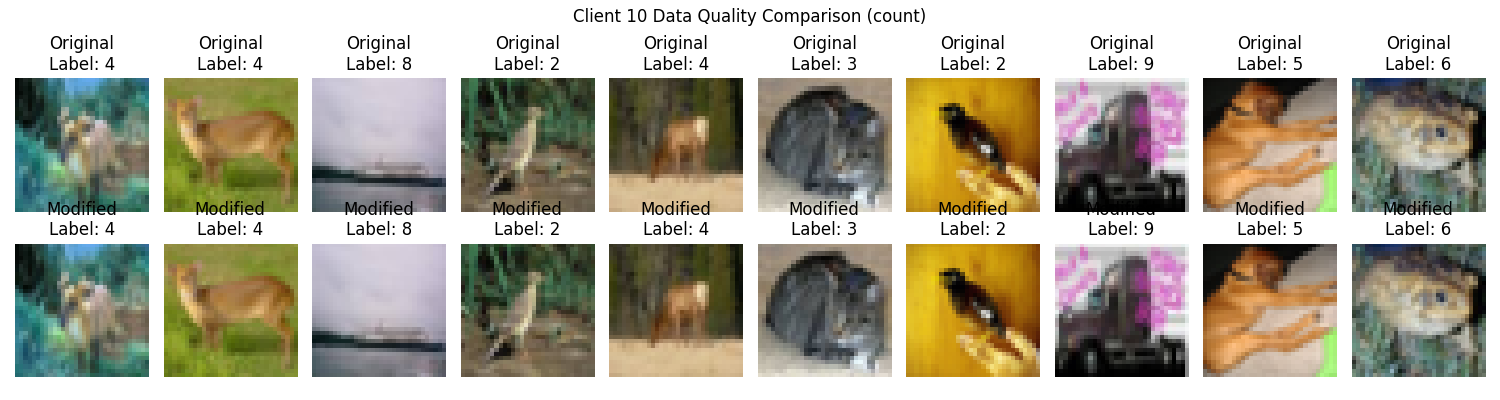 Client 10 Data Quality Comparison (count)
Original Original Original Original Original Original Original Original Original Original
Label: 4 Label: 4 Label: 8 Label: 2 Label: 4 Label: 3 Label: 2 Label: 9 Label: 5 Label: 6
Modified Modified Modified Modified Modified Modified Modified Modified Modified Modified
Label: 4 Label: 4 Label: 8 Label: 2 Label: 4 Label: 3 Label: 2 Label: 9 Label: 5 Label: 6